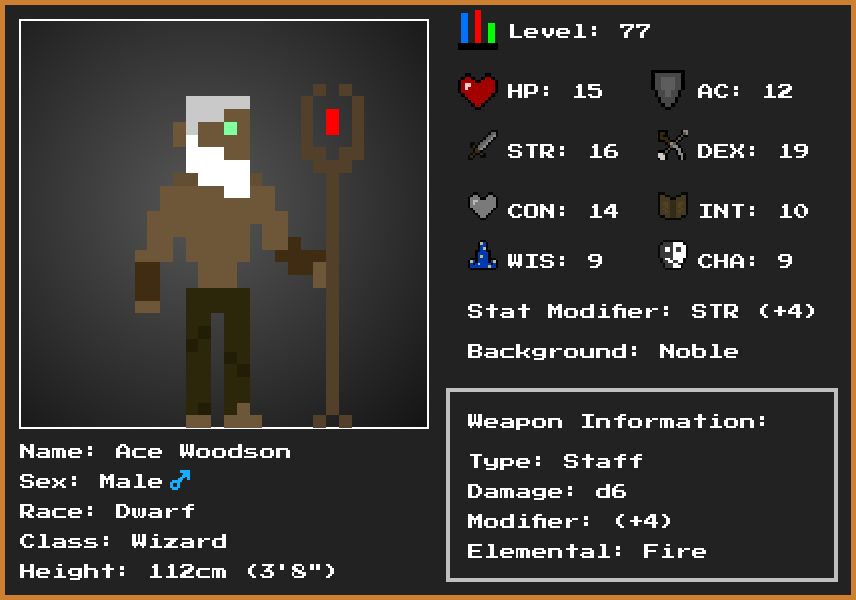 Level: 77
HP: 15 AC: 12
STR: 16 DEX: 19
CON: 14 INT: 10
WIS: 9 CHA: 9
Stat Modifier: STR (+4)
Background: Noble
Weapon Information:
Type: Staff
Damage: d6
Modifier: (+4)
Elemental: Fire
Name: Ace Woodson
Sex: Male ♂
Race: Dwarf
Class: Wizard
Height: 112cm (3'8")